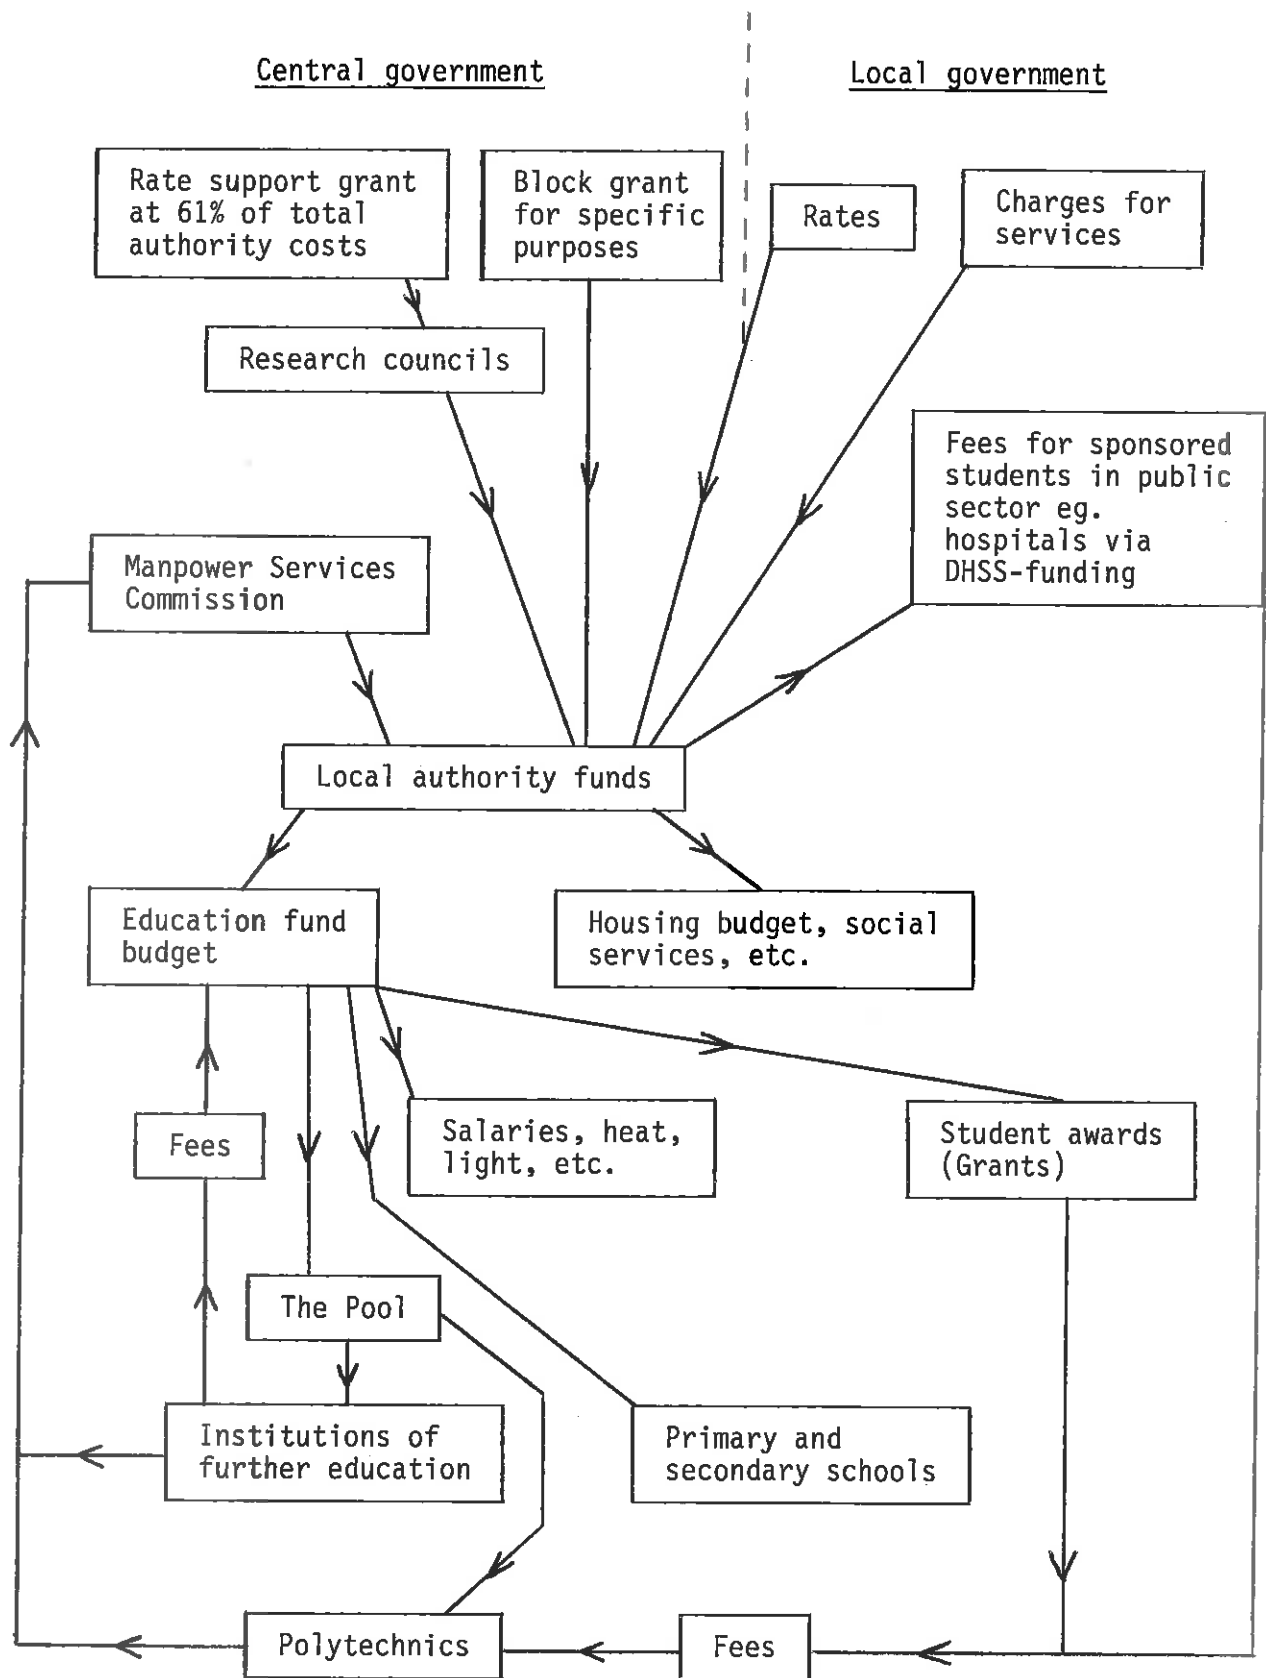 Central government
Local government
Rate support grant
at 61% of total
authority costs
Block grant
for specific
purposes
Rates
Charges for
services
Research councils
Fees for sponsored
students in public
sector eg.
hospitals via
DHSS-funding
Manpower Services
Commission
Local authority funds
Education fund
budget
Housing budget, social
services, etc.
Fees
Salaries, heat,
light, etc.
Student awards
(Grants)
The Pool
Institutions of
further education
Primary and
secondary schools
Polytechnics
Fees